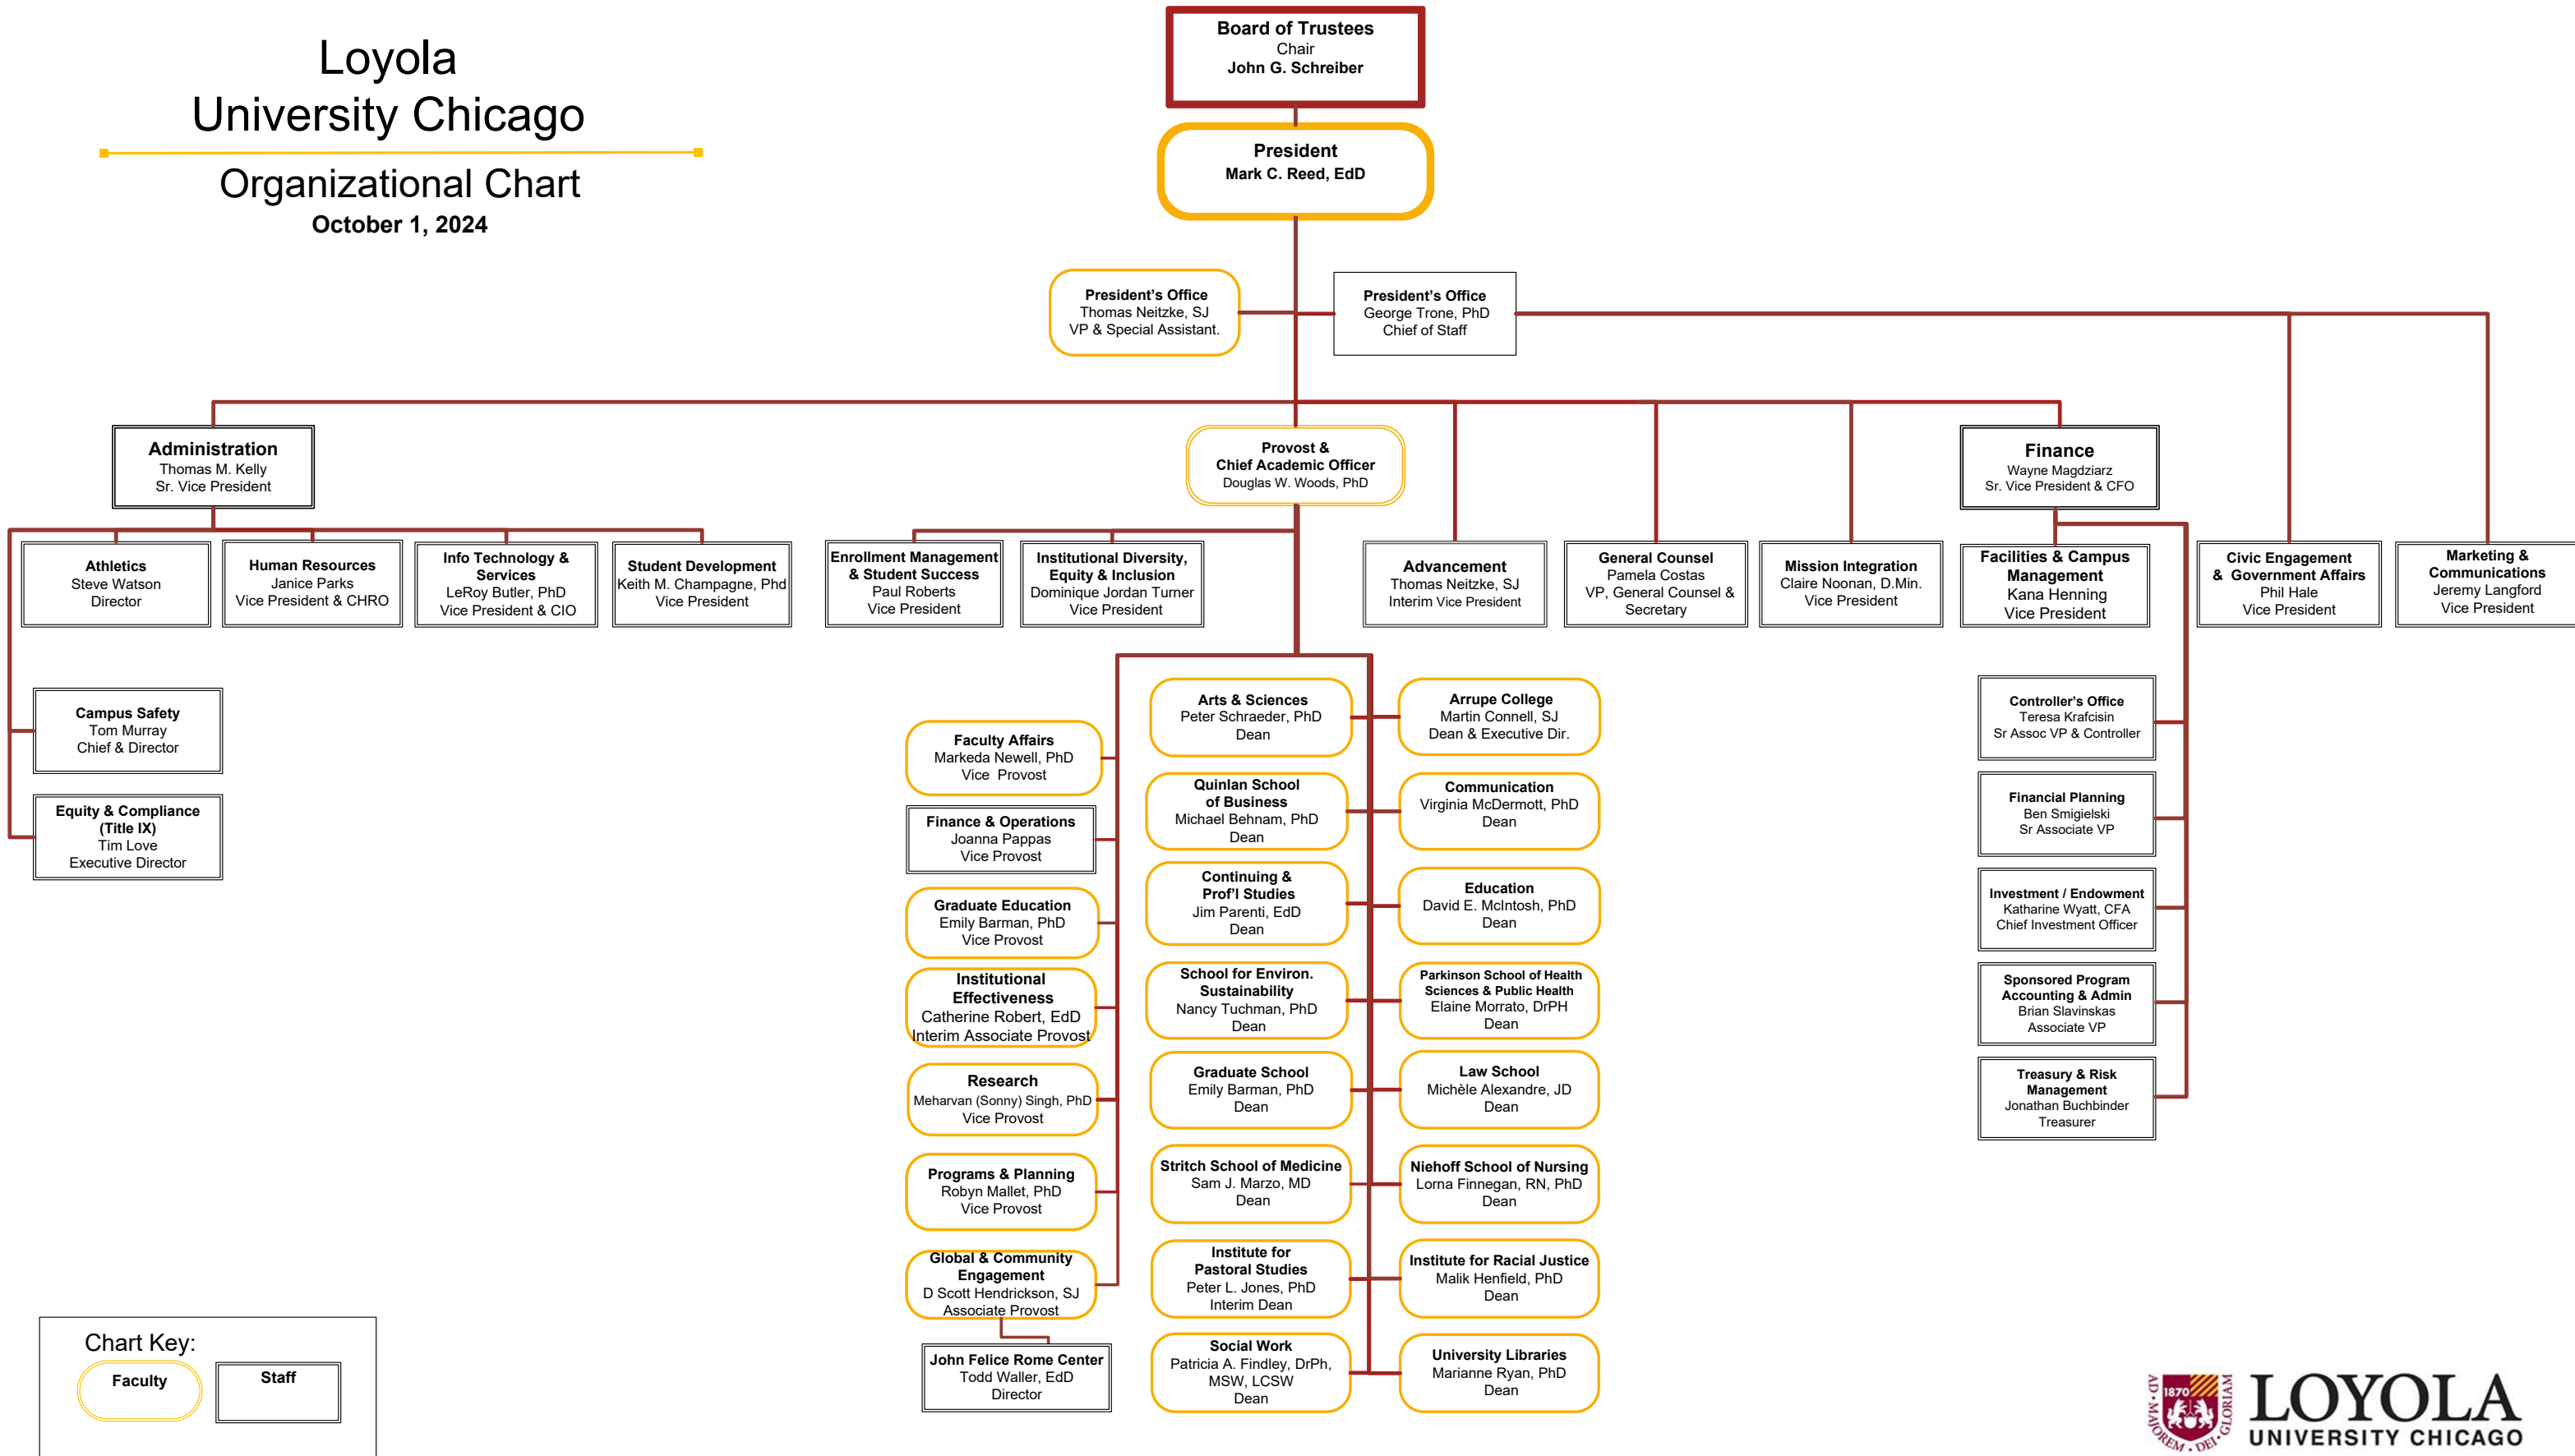 Loyola
University Chicago
Organizational Chart
October 1, 2024
Board of Trustees
Chair
John G. Schreiber
President
Mark C. Reed, EdD
President's Office
Thomas Neitzke, SJ
VP & Special Assistant.
President's Office
George Trone, PhD
Chief of Staff
Administration
Thomas M. Kelly
Sr. Vice President
Provost &
Chief Academic Officer
Douglas W. Woods, PhD
Finance
Wayne Magdziarz
Sr. Vice President & CFO
Athletics
Steve Watson
Director
Human Resources
Janice Parks
Vice President & CHRO
Info Technology &
Services
LeRoy Butler, PhD
Vice President & CIO
Student Development
Keith M. Champagne, Phd
Vice President
Enrollment Management
& Student Success
Paul Roberts
Vice President
Institutional Diversity,
Equity & Inclusion
Dominique Jordan Turner
Vice President
Advancement
Thomas Neitzke, SJ
Interim Vice President
General Counsel
Pamela Costas
VP, General Counsel &
Secretary
Mission Integration
Claire Noonan, D.Min.
Vice President
Facilities & Campus
Management
Kana Henning
Vice President
Civic Engagement
& Government Affairs
Phil Hale
Vice President
Marketing &
Communications
Jeremy Langford
Vice President
Campus Safety
Tom Murray
Chief & Director
Equity & Compliance
(Title IX)
Tim Love
Executive Director
Faculty Affairs
Markeda Newell, PhD
Vice Provost
Finance & Operations
Joanna Pappas
Vice Provost
Graduate Education
Emily Barman, PhD
Vice Provost
Institutional
Effectiveness
Catherine Robert, EdD
Interim Associate Provost
Research
Meharvan (Sonny) Singh, PhD
Vice Provost
Programs & Planning
Robyn Mallet, PhD
Vice Provost
Global & Community
Engagement
D Scott Hendrickson, SJ
Associate Provost
John Felice Rome Center
Todd Waller, EdD
Director
Arts & Sciences
Peter Schraeder, PhD
Dean
Quinlan School
of Business
Michael Behnam, PhD
Dean
Continuing &
Prof'l Studies
Jim Parenti, EdD
Dean
School for Environ.
Sustainability
Nancy Tuchman, PhD
Dean
Graduate School
Emily Barman, PhD
Dean
Stritch School of Medicine
Sam J. Marzo, MD
Dean
Institute for
Pastoral Studies
Peter L. Jones, PhD
Interim Dean
Social Work
Patricia A. Findley, DrPh,
MSW, LCSW
Dean
Arrupe College
Martin Connell, SJ
Dean & Executive Dir.
Communication
Virginia McDermott, PhD
Dean
Education
David E. McIntosh, PhD
Dean
Parkinson School of Health
Sciences & Public Health
Elaine Morrato, DrPH
Dean
Law School
Michèle Alexandre, JD
Dean
Niehoff School of Nursing
Lorna Finnegan, RN, PhD
Dean
Institute for Racial Justice
Malik Henfield, PhD
Dean
University Libraries
Marianne Ryan, PhD
Dean
Controller's Office
Teresa Krafcisin
Sr Assoc VP & Controller
Financial Planning
Ben Smigielski
Sr Associate VP
Investment / Endowment
Katharine Wyatt, CFA
Chief Investment Officer
Sponsored Program
Accounting & Admin
Brian Slavinskas
Associate VP
Treasury & Risk
Management
Jonathan Buchbinder
Treasurer
Chart Key:
Faculty
Staff
1870
AD • MAJOREM • DEI • GLORIAM
LOYOLA
UNIVERSITY CHICAGO